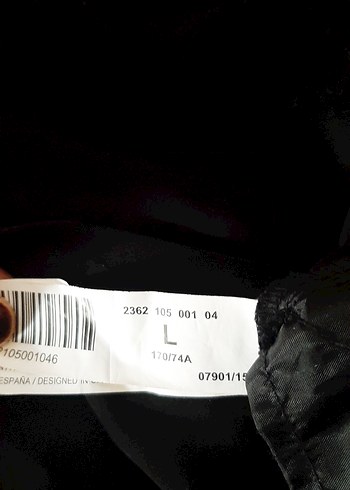 2362 105 001 04
L
170/74A
105001046
ESPAÑA / DESIGNED IN
07901/15